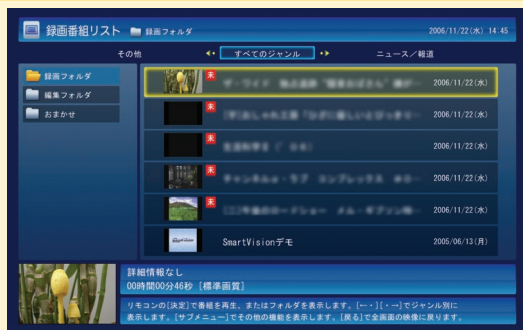 録画番組リスト 録画フォルダ 2006/11/22(水) 14:45
その他 すべてのジャンル ニュース／報道
録画フォルダ
編集フォルダ
おまかせ
未 2006/11/22(水)
未 2006/11/22(水)
未 2006/11/22(水)
未 2006/11/22(水)
未 2006/11/22(水)
SmartVisionデモ 2005/06/13(月)
詳細情報なし
00時間00分46秒 [標準画質]
リモコンの[決定]で番組を再生、またはフォルダを表示します。[←・][・→]でジャンル別に
表示します。[サブメニュー]でその他の機能を表示します。[戻る]で全画面の映像に戻ります。